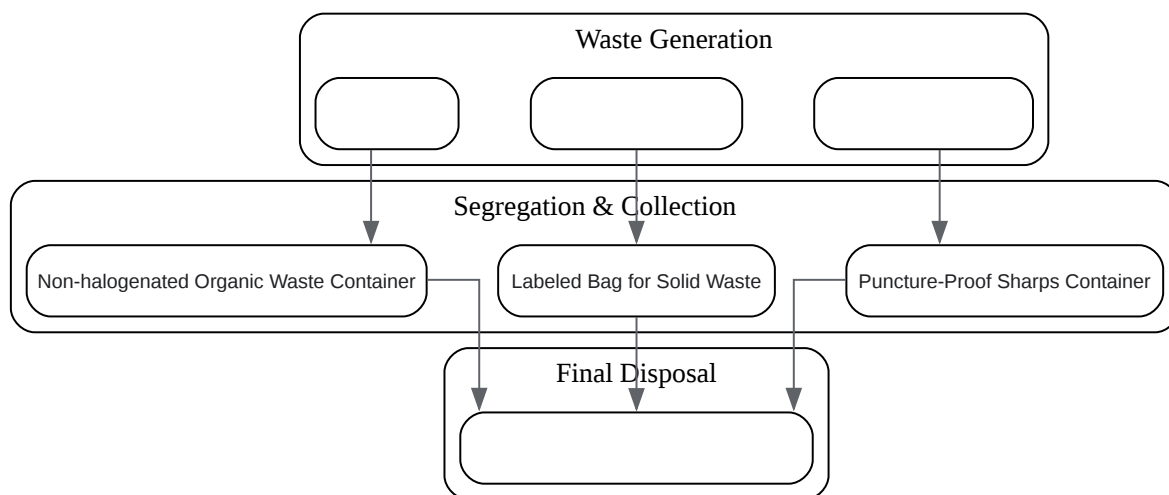 Waste Generation
Segregation & Collection
Non-halogenated Organic Waste Container
Labeled Bag for Solid Waste
Puncture-Proof Sharps Container
Final Disposal